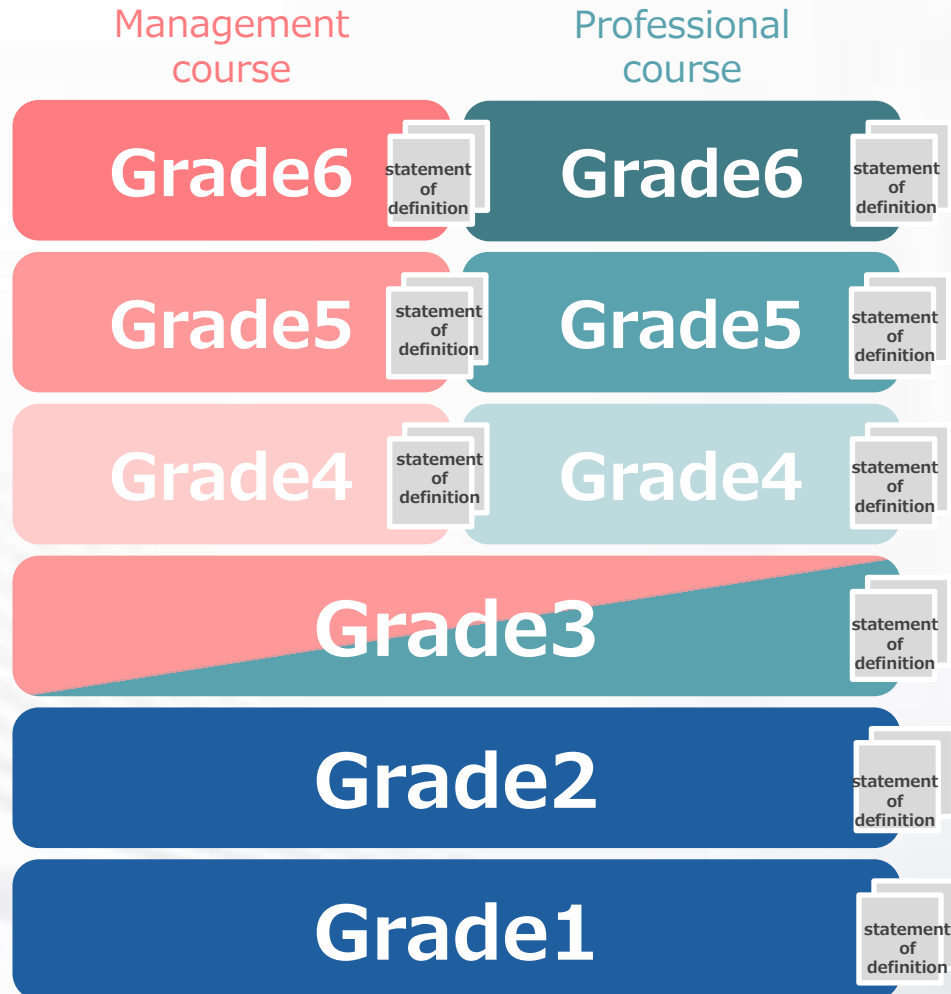 Management
course
Professional
course
Grade6
statement
of
definition
Grade6
statement
of
definition
Grade5
statement
of
definition
Grade5
statement
of
definition
Grade4
statement
of
definition
Grade4
statement
of
definition
Grade3
statement
of
definition
Grade2
statement
of
definition
Grade1
statement
of
definition